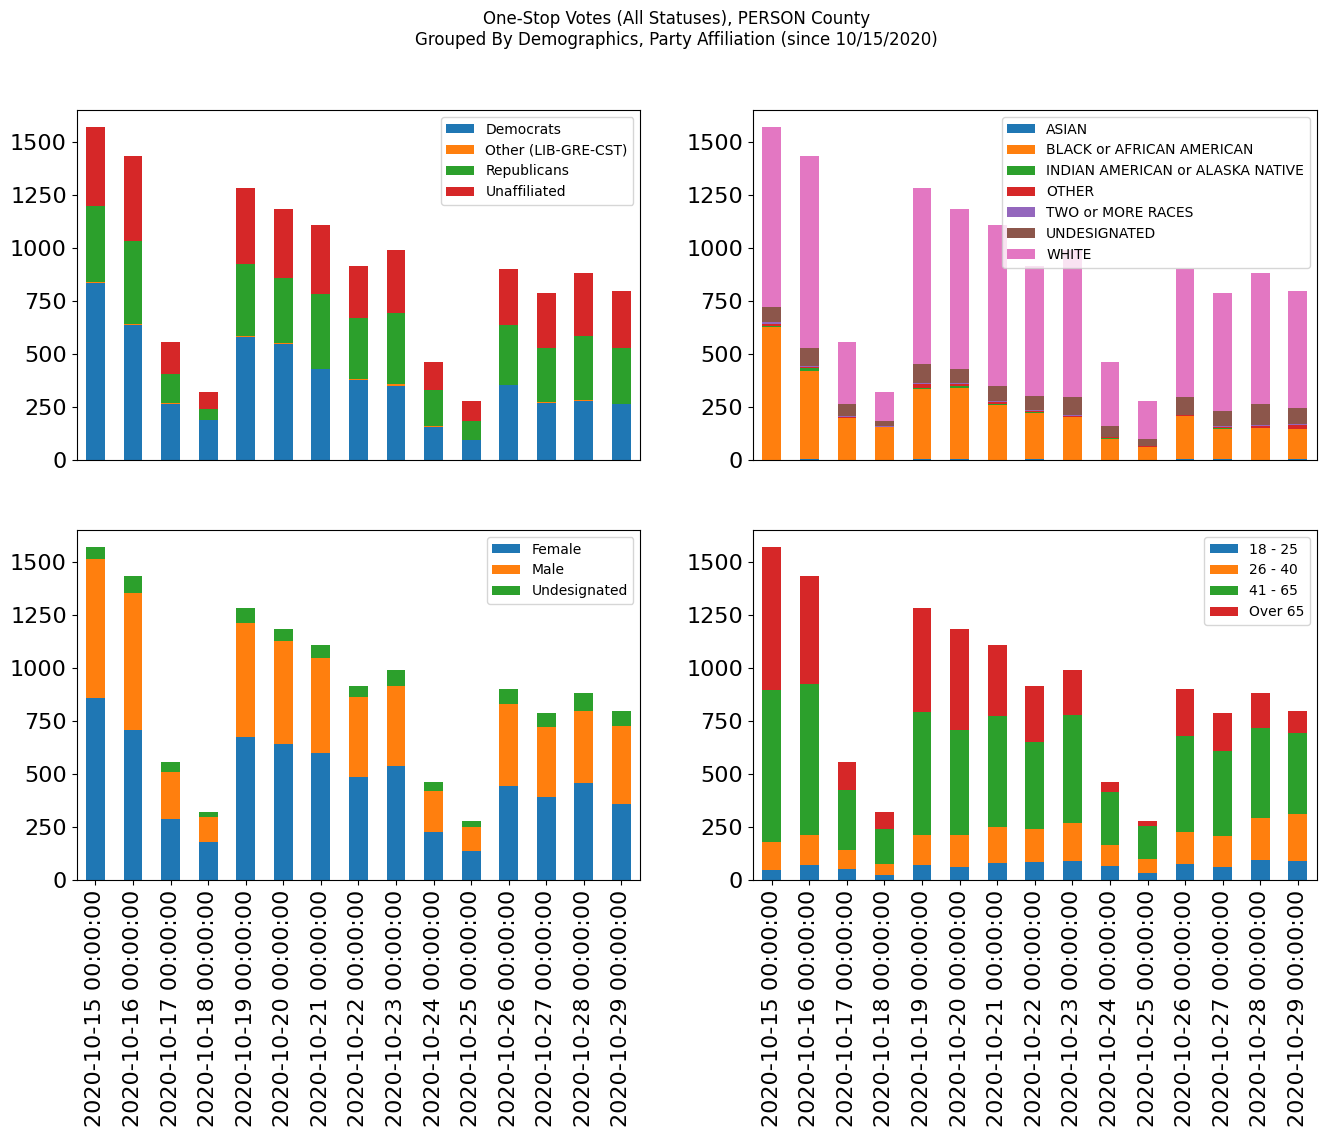 One-Stop Votes (All Statuses), PERSON County
Grouped By Demographics, Party Affiliation (since 10/15/2020)
1500
1250
1000
750
500
250
0
Democrats
Other (LIB-GRE-CST)
Republicans
Unaffiliated
1500
1250
1000
750
500
250
0
ASIAN
BLACK or AFRICAN AMERICAN
INDIAN AMERICAN or ALASKA NATIVE
OTHER
TWO or MORE RACES
UNDESIGNATED
WHITE
1500
1250
1000
750
500
250
0
Female
Male
Undesignated
2020-10-15 00:00:00
2020-10-16 00:00:00
2020-10-17 00:00:00
2020-10-18 00:00:00
2020-10-19 00:00:00
2020-10-20 00:00:00
2020-10-21 00:00:00
2020-10-22 00:00:00
2020-10-23 00:00:00
2020-10-24 00:00:00
2020-10-25 00:00:00
2020-10-26 00:00:00
2020-10-27 00:00:00
2020-10-28 00:00:00
2020-10-29 00:00:00
1500
1250
1000
750
500
250
0
18 - 25
26 - 40
41 - 65
Over 65
2020-10-15 00:00:00
2020-10-16 00:00:00
2020-10-17 00:00:00
2020-10-18 00:00:00
2020-10-19 00:00:00
2020-10-20 00:00:00
2020-10-21 00:00:00
2020-10-22 00:00:00
2020-10-23 00:00:00
2020-10-24 00:00:00
2020-10-25 00:00:00
2020-10-26 00:00:00
2020-10-27 00:00:00
2020-10-28 00:00:00
2020-10-29 00:00:00